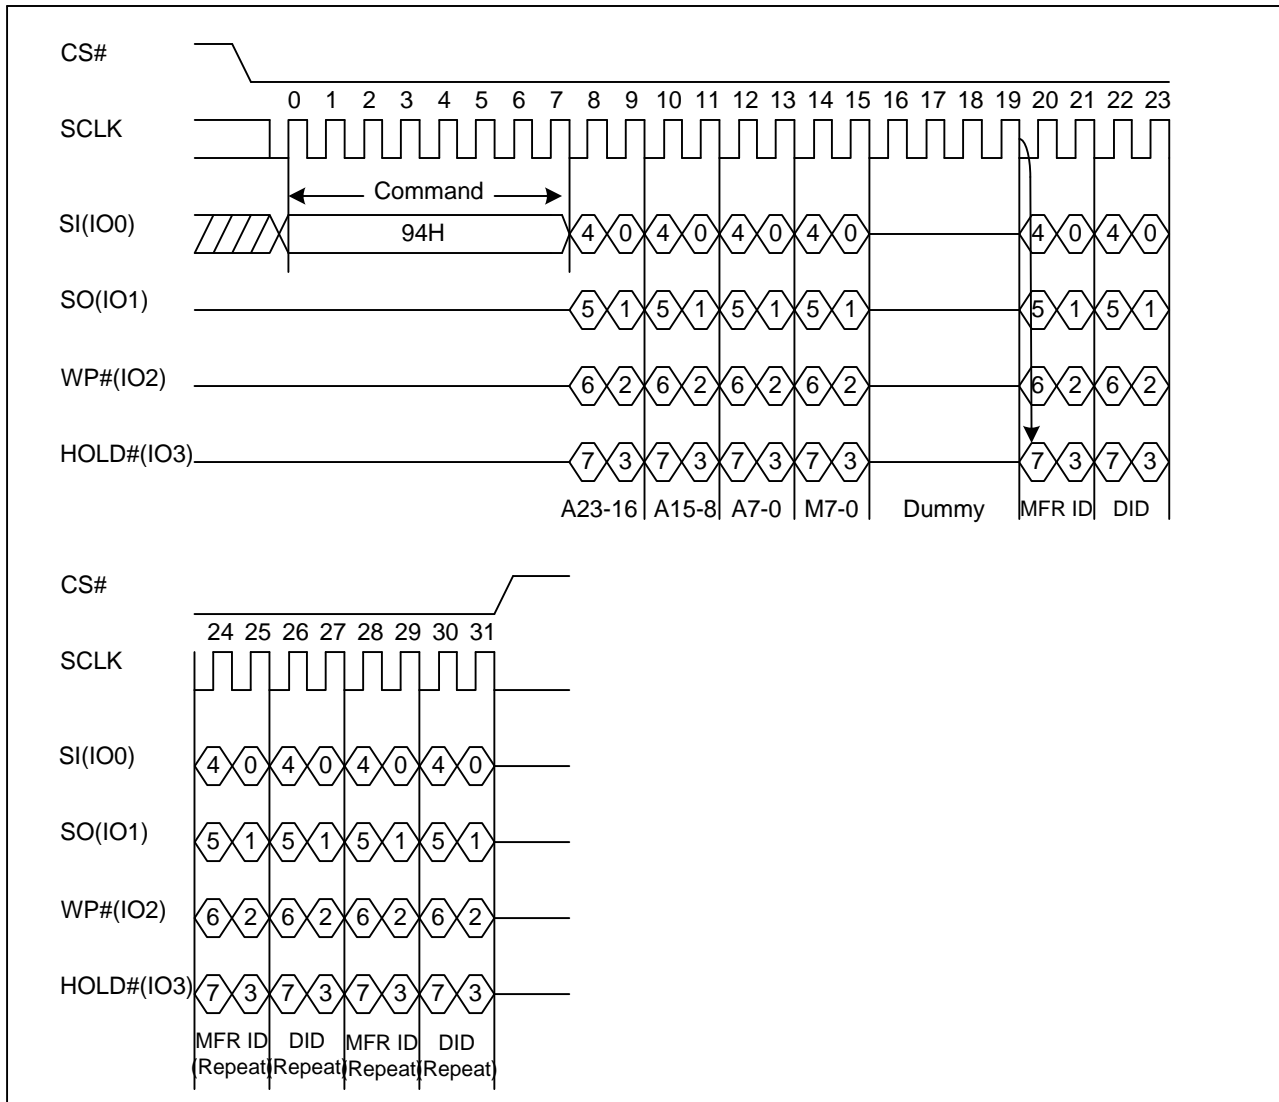 CS#
0 1 2 3 4 5 6 7 8 9 10 11 12 13 14 15 16 17 18 19 20 21 22 23
SCLK
Command
SI(IO0) 94H 4 0 4 0 4 0 4 0 4 0 4 0
SO(IO1) 5 1 5 1 5 1 5 1 5 1 5 1
WP#(IO2) 6 2 6 2 6 2 6 2 6 2 6 2
HOLD#(IO3) 7 3 7 3 7 3 7 3 7 3 7 3
A23-16 A15-8 A7-0 M7-0 Dummy MFR ID DID
CS#
24 25 26 27 28 29 30 31
SCLK
SI(IO0) 4 0 4 0 4 0 4 0
SO(IO1) 5 1 5 1 5 1 5 1
WP#(IO2) 6 2 6 2 6 2 6 2
HOLD#(IO3) 7 3 7 3 7 3 7 3
MFR ID DID MFR ID DID
(Repeat) (Repeat) (Repeat) (Repeat)